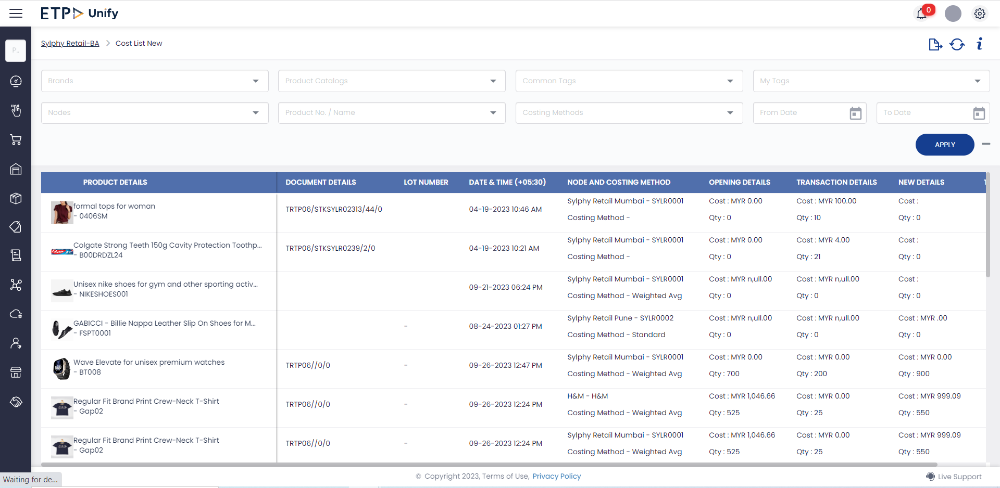 ETP Unify
0
P..
Sylphy Retail-BA > Cost List New
Brands
Product Catalogs
Common Tags
My Tags
Nodes
Product No. / Name
Costing Methods
From Date
To Date
APPLY
PRODUCT DETAILS DOCUMENT DETAILS LOT NUMBER DATE & TIME (+05:30) NODE AND COSTING METHOD OPENING DETAILS TRANSACTION DETAILS NEW DETAILS
formal tops for woman
- 0406SM
TRTP06/STKSYLR02313/44/0
04-19-2023 10:46 AM
Sylphy Retail Mumbai - SYLR0001
Costing Method -
Cost : MYR 0.00
Qty : 0
Cost : MYR 100.00
Qty : 10
Cost :
Qty : 0
Colgate Strong Teeth 150g Cavity Protection Toothp...
- B00DRDZL24
TRTP06/STKSYLR0239/2/0
04-19-2023 10:21 AM
Sylphy Retail Mumbai - SYLR0001
Costing Method -
Cost : MYR 0.00
Qty : 0
Cost : MYR 4.00
Qty : 21
Cost :
Qty : 0
Unisex nike shoes for gym and other sporting activ...
- NIKESHOES001
09-21-2023 06:24 PM
Sylphy Retail Mumbai - SYLR0001
Costing Method - Weighted Avg
Cost : MYR n,ull.00
Qty : 0
Cost : MYR n,ull.00
Qty : 0
Cost :
Qty : 0
GABICCI - Billie Nappa Leather Slip On Shoes for M...
- FSPT0001
-
08-24-2023 01:27 PM
Sylphy Retail Pune - SYLR0002
Costing Method - Standard
Cost : MYR n,ull.00
Qty : 0
Cost : MYR n,ull.00
Qty : 0
Cost : MYR .00
Qty : 0
Wave Elevate for unisex premium watches
- BT008
TRTP06//0/0
-
09-26-2023 12:47 PM
Sylphy Retail Mumbai - SYLR0001
Costing Method - Weighted Avg
Cost : MYR 0.00
Qty : 700
Cost : MYR 0.00
Qty : 200
Cost : MYR 0.00
Qty : 900
Regular Fit Brand Print Crew-Neck T-Shirt
- Gap02
TRTP06//0/0
-
09-26-2023 12:24 PM
H&M - H&M
Costing Method - Weighted Avg
Cost : MYR 1,046.66
Qty : 525
Cost : MYR 0.00
Qty : 25
Cost : MYR 999.09
Qty : 550
Regular Fit Brand Print Crew-Neck T-Shirt
- Gap02
TRTP06//0/0
-
09-26-2023 12:24 PM
Sylphy Retail Mumbai - SYLR0001
Costing Method - Weighted Avg
Cost : MYR 1,046.66
Qty : 525
Cost : MYR 0.00
Qty : 25
Cost : MYR 999.09
Qty : 550
Waiting for de...
© Copyright 2023, Terms of Use, Privacy Policy
Live Support